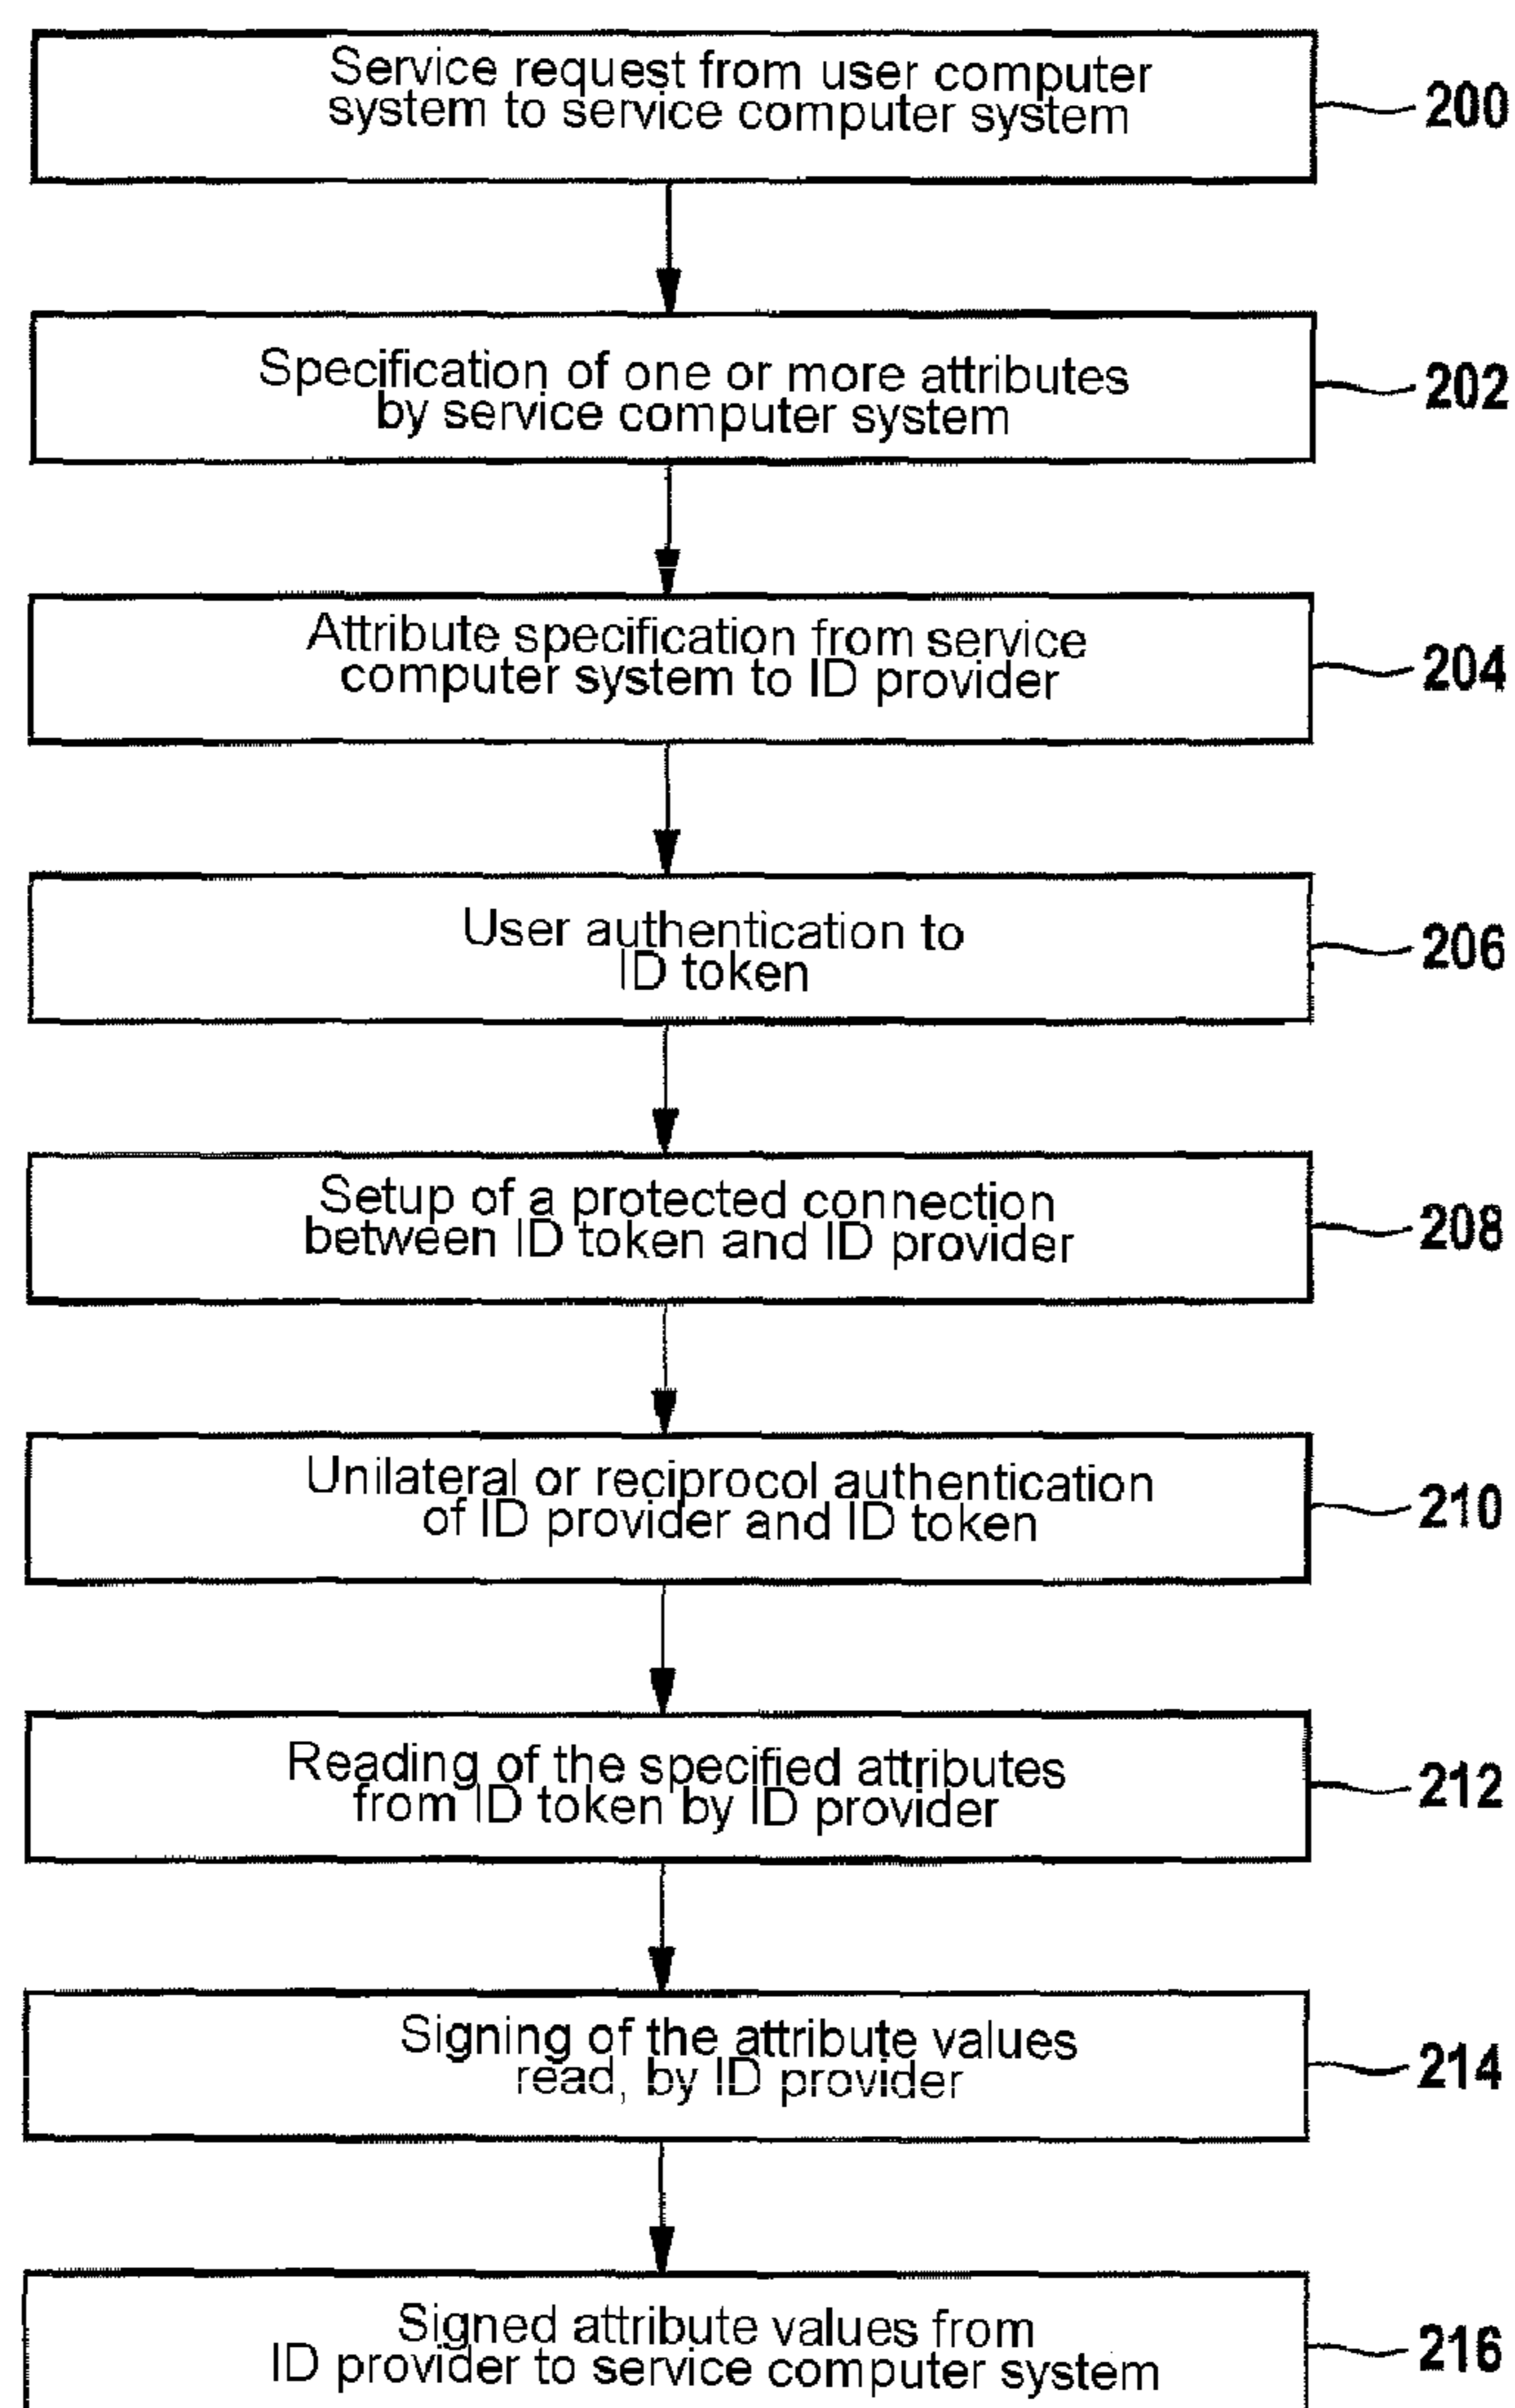 Service request from user computer
system to service computer system
200
Specification of one or more attributes
by service computer system
202
Attribute specification from service
computer system to ID provider
204
User authentication to
ID token
206
Setup of a protected connection
between ID token and ID provider
208
Unilateral or reciprocol authentication
of ID provider and ID token
210
Reading of the specified attributes
from ID token by ID provider
212
Signing of the attribute values
read, by ID provider
214
Signed attribute values from
ID provider to service computer system
216